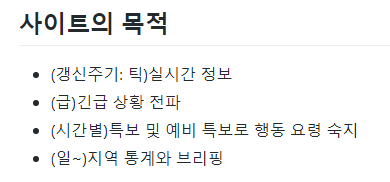 사이트의 목적
(갱신주기: 틱)실시간 정보
(급)긴급 상황 전파
(시간별)특보 및 예비 특보로 행동 요령 숙지
(일~)지역 통계와 브리핑